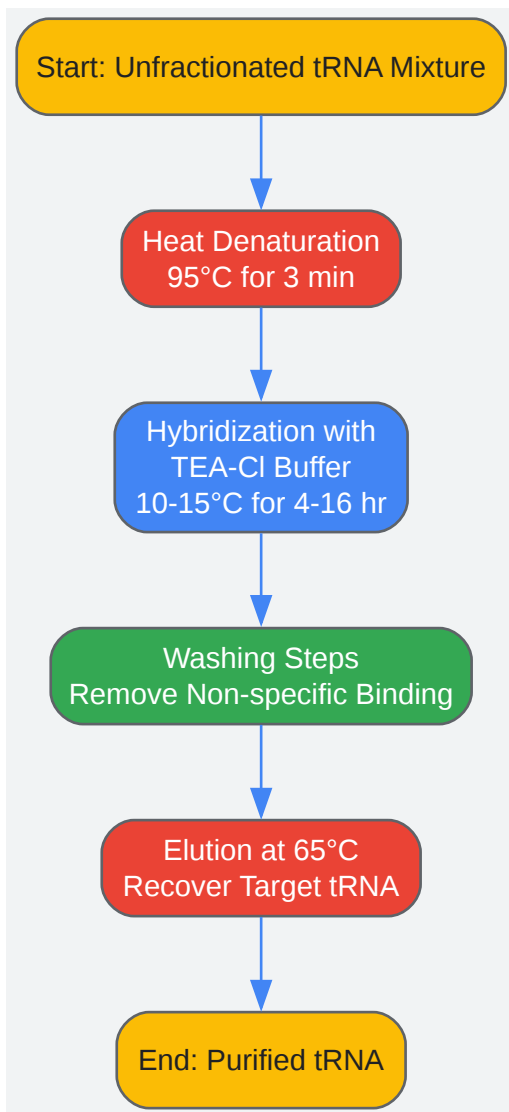 Start: Unfractionated tRNA Mixture
Heat Denaturation
95°C for 3 min
Hybridization with
TEA-Cl Buffer
10-15°C for 4-16 hr
Washing Steps
Remove Non-specific Binding
Elution at 65°C
Recover Target tRNA
End: Purified tRNA